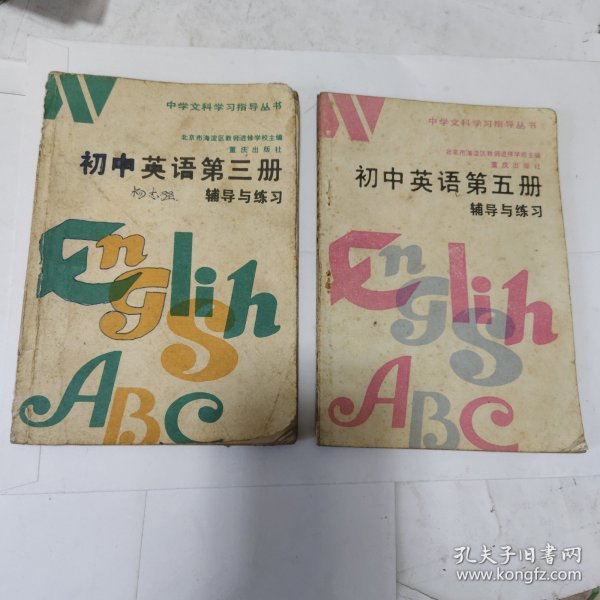 中学文科学习指导丛书
北京市海淀区教师进修学校主编
重庆出版社
初中英语第三册
辅导与练习
English
ABC
中学文科学习指导丛书
北京市海淀区教师进修学校主编
重庆出版社
初中英语第五册
辅导与练习
English
ABC
孔夫子旧书网
www.kongfz.com